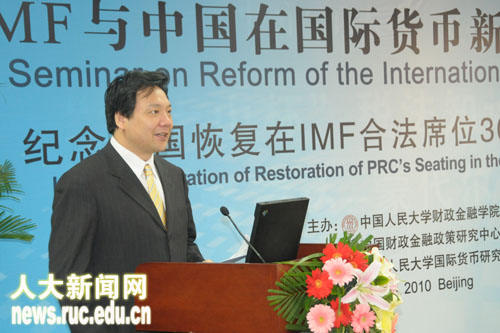 MF与中国在国际货币新
Seminar on Reform of the Internation
纪念 国恢复在IMF合法席位30
ation of Restoration of PRC's Seating in the
主办: 中国人民大学财政金融学院
国财政金融政策研究中心
人民大学国际货币研究
2010 Beijing
人大新闻网
news.ruc.edu.cn